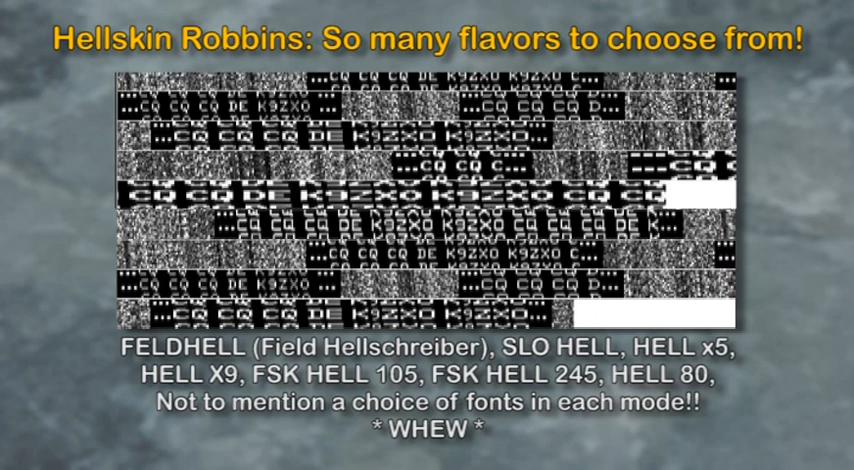 Hellskin Robbins: So many flavors to choose from!
...CQ CQ CQ DE K9ZXO K9ZXO C...
...CQ CQ CQ DE K9ZXO ... ...CQ CQ CQ D...
...CQ CQ CQ DE K9ZXO K9ZXO...
...CQ CQ C... ...CQ
CQ CQ DE K9ZXO K9ZXO CQ CQ
...CQ CQ CQ DE K9ZXO K9ZXO CQ CQ CQ DE K...
...CQ CQ CQ DE K9ZXO K9ZXO C...
...CQ CQ CQ DE K9ZXO ... ...CQ CQ CQ D...
...CQ CQ CQ DE K9ZXO K9ZXO...
FELDHELL (Field Hellschreiber), SLO HELL, HELL x5,
HELL X9, FSK HELL 105, FSK HELL 245, HELL 80,
Not to mention a choice of fonts in each mode!!
* WHEW *